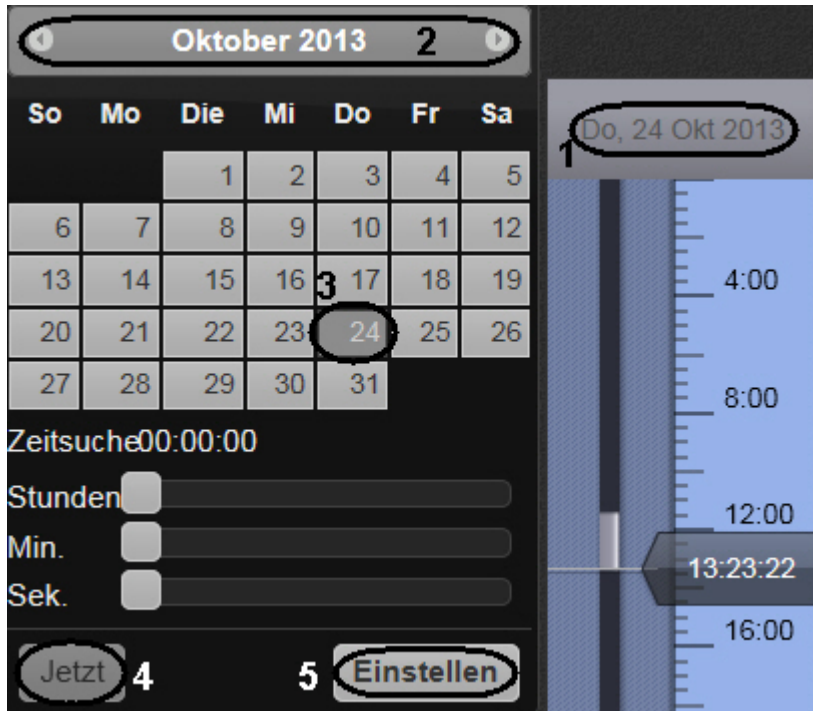 Oktober 2013 2
So Mo Die Mi Do Fr Sa
1 2 3 4 5
6 7 8 9 10 11 12
13 14 15 16 3 17 18 19
20 21 22 23 24 25 26
27 28 29 30 31
Zeitsuche00:00:00
Stunden
Min.
Sek.
Jetzt 4 5 Einstellen
Do, 24 Okt 2013
1
4:00
8:00
12:00
13:23:22
16:00